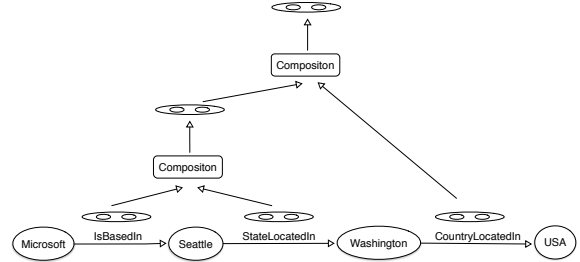 Compositon
Compositon
Microsoft IsBasedIn Seattle StateLocatedIn Washington CountryLocatedIn USA